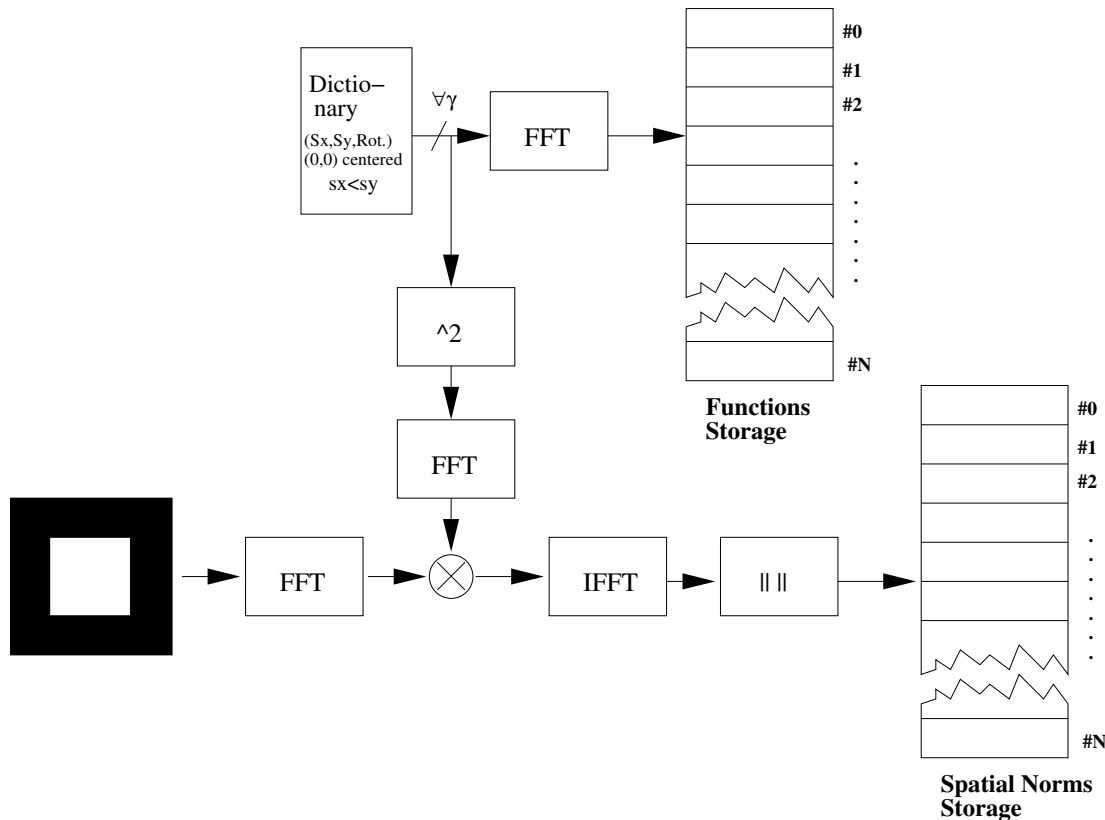 #0
#1
#2
Dictio–
nary
(Sx,Sy,Rot.)
(0,0) centered
sx<sy
∀γ
FFT
^2
#N
Functions
Storage
#0
#1
#2
FFT
FFT
IFFT
|| ||
#N
Spatial Norms
Storage